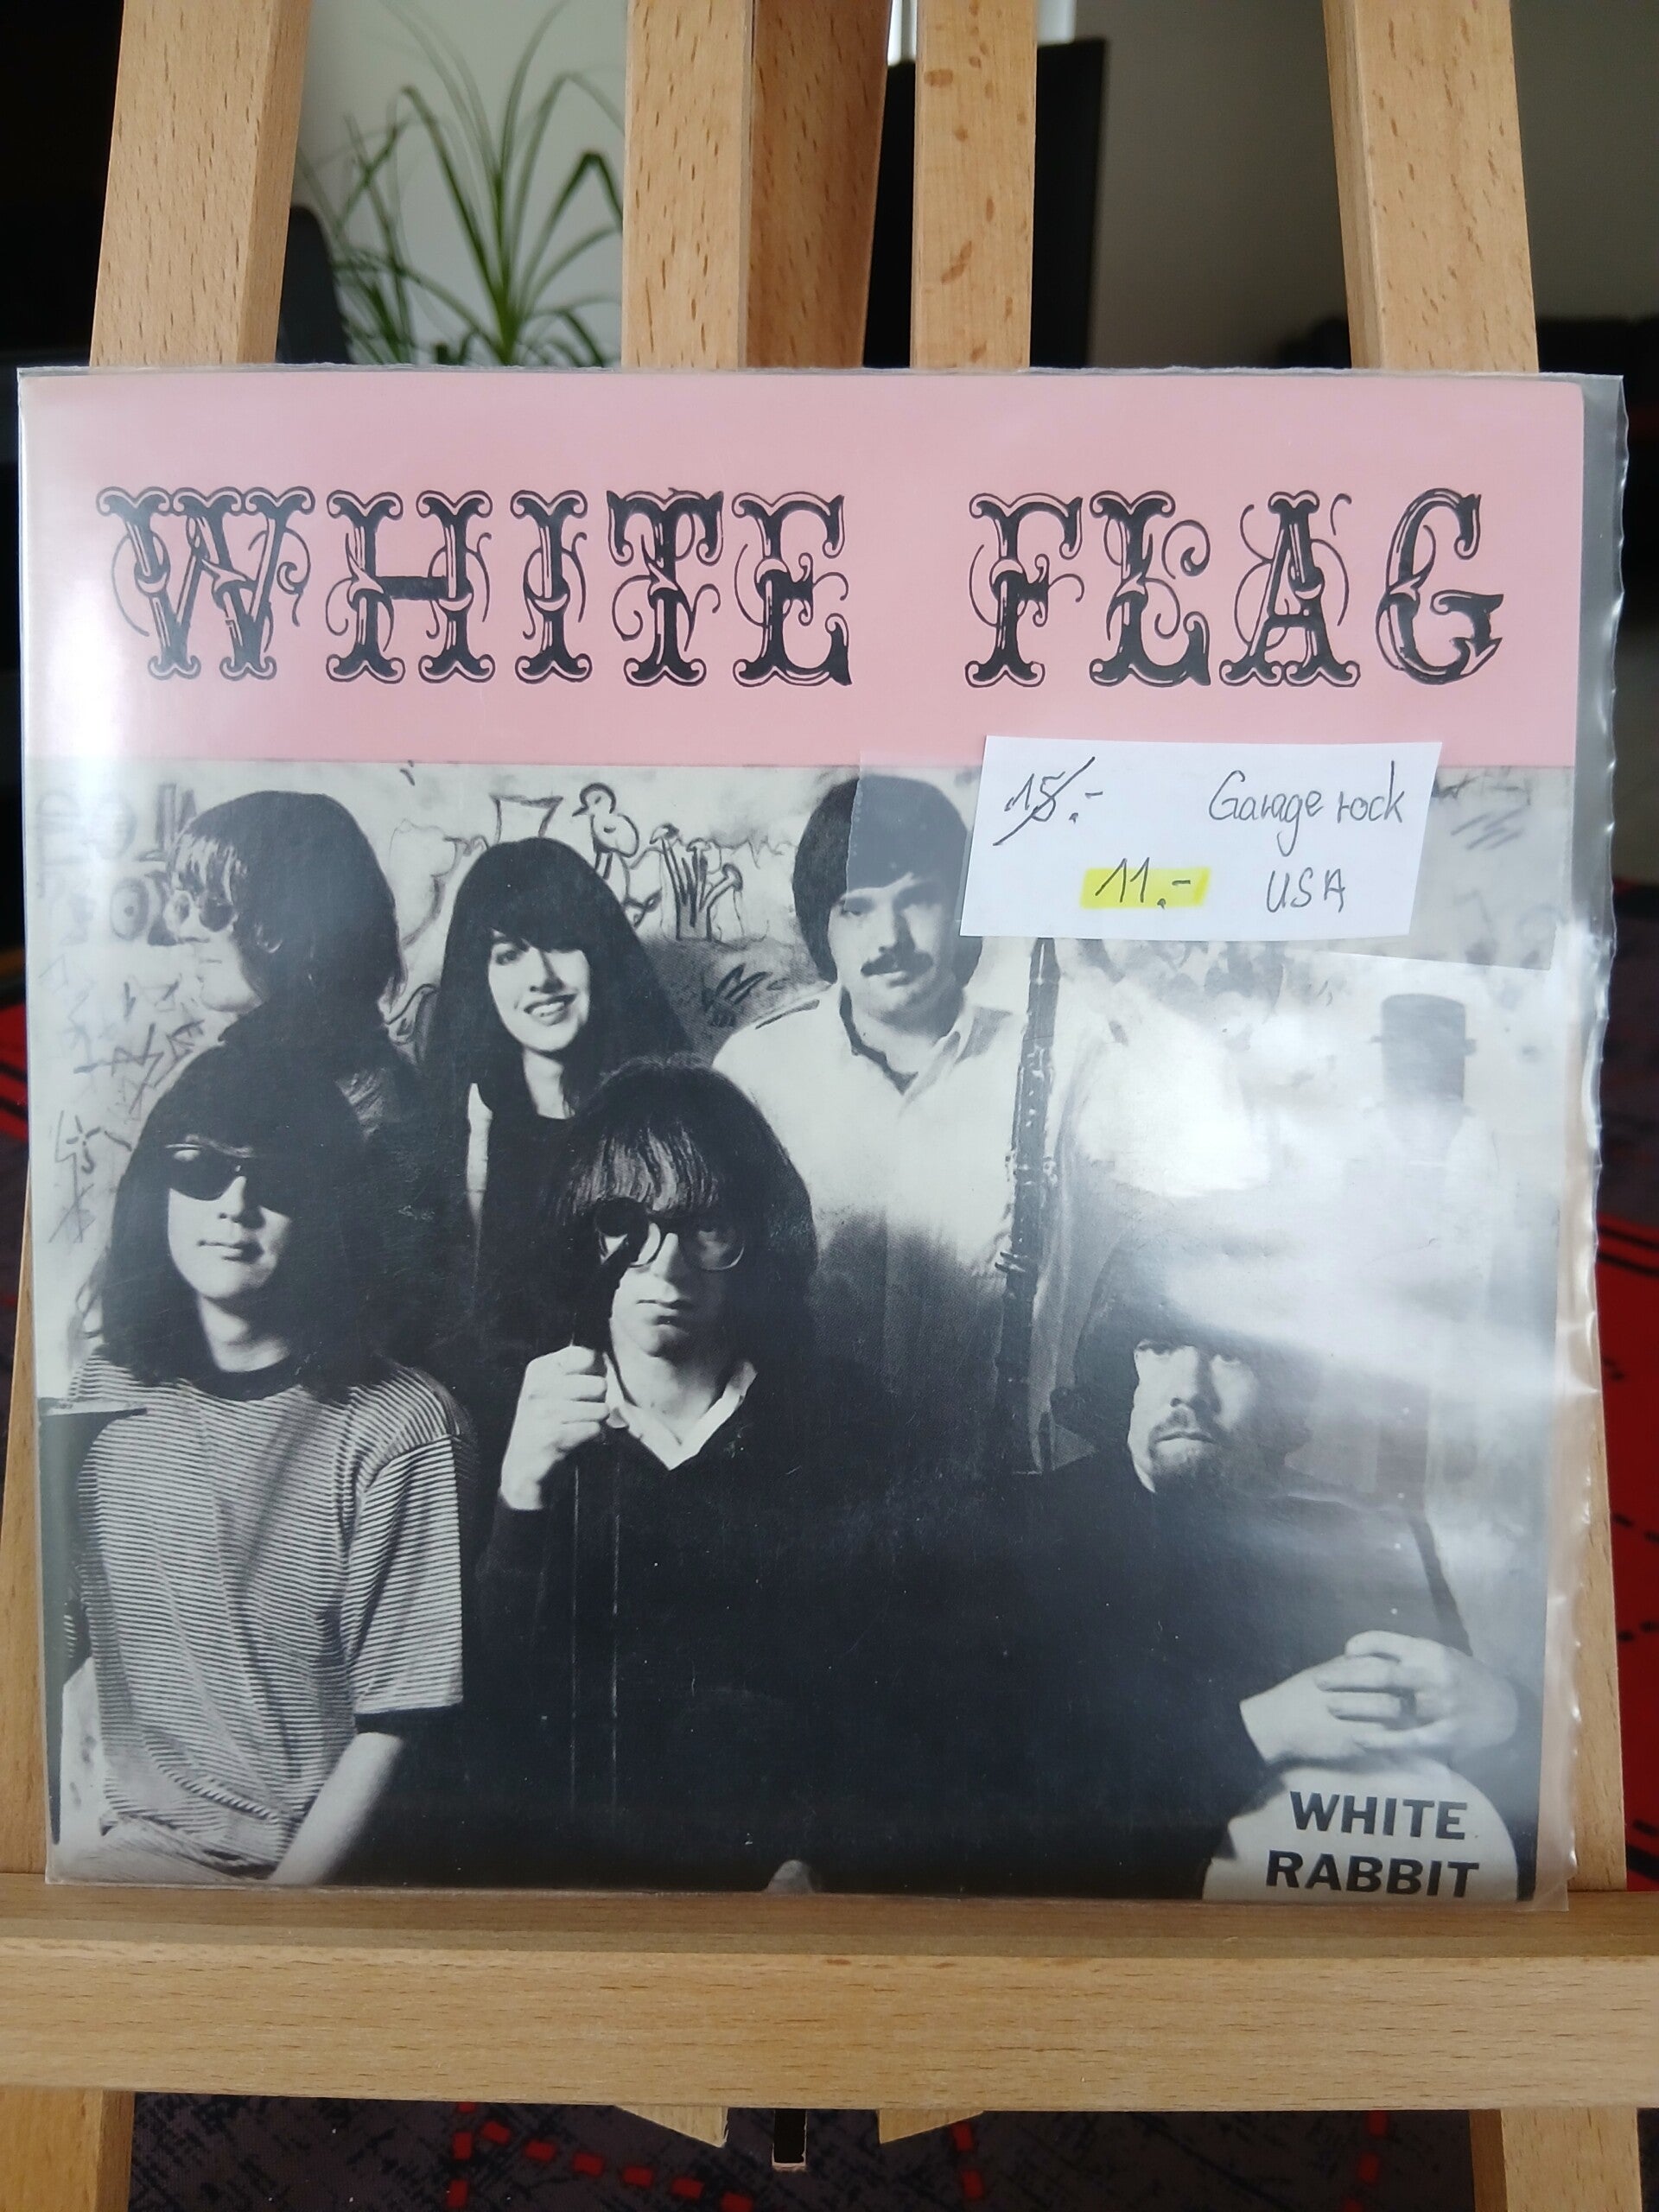 WHITE FLAG
15.- Garage rock
11.- USA
WHITE
RABBIT